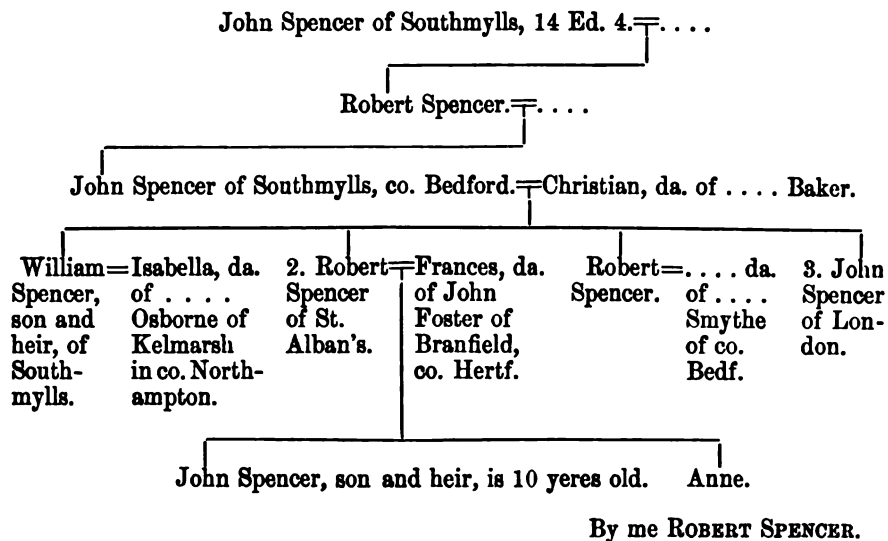 John Spencer of Southmylls, 14 Ed. 4.=. . . .
Robert Spencer.=. . . .
John Spencer of Southmylls, co. Bedford.=Christian, da. of . . . . Baker.
William=Isabella, da.
Spencer, of . . . .
son and Osborne of
heir, of Kelmarsh
South- in co. North-
mylls. ampton.
2. Robert=Frances, da.
Spencer of John
of St. Foster of
Alban's. Branfield,
co. Hertf.
Robert=. . . . da.
Spencer. of . . . .
Smythe
of co.
Bedf.
3. John
Spencer
of Lon-
don.
John Spencer, son and heir, is 10 yeres old. Anne.
By me ROBERT SPENCER.